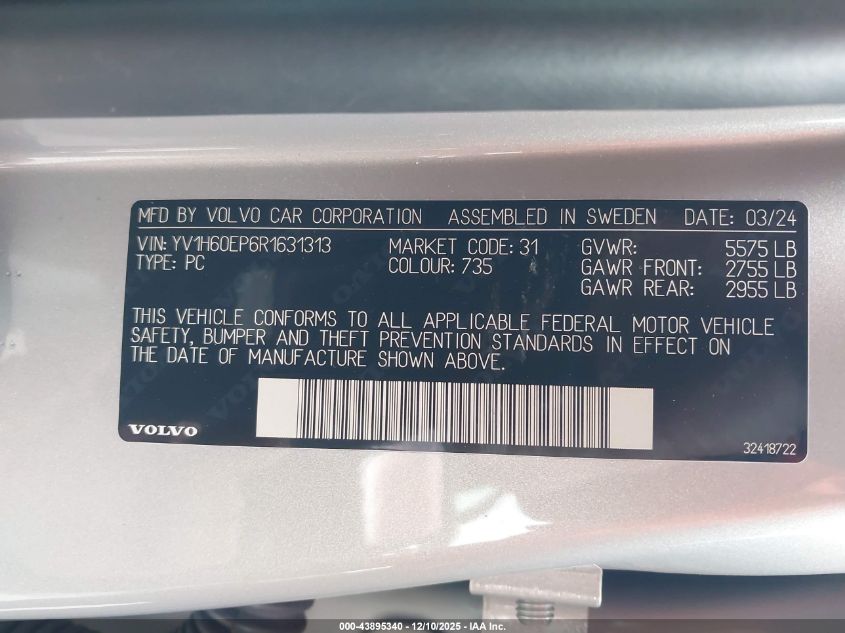 MFD BY VOLVO CAR CORPORATION ASSEMBLED IN SWEDEN DATE: 03/24
VIN: YV1H60EP6R1631313 MARKET CODE: 31 GVWR: 5575 LB
TYPE: PC COLOUR: 735 GAWR FRONT: 2755 LB
GAWR REAR: 2955 LB
THIS VEHICLE CONFORMS TO ALL APPLICABLE FEDERAL MOTOR VEHICLE
SAFETY, BUMPER AND THEFT PREVENTION STANDARDS IN EFFECT ON
THE DATE OF MANUFACTURE SHOWN ABOVE.
VOLVO 32418722
000-43895340 - 12/10/2025 - IAA Inc.